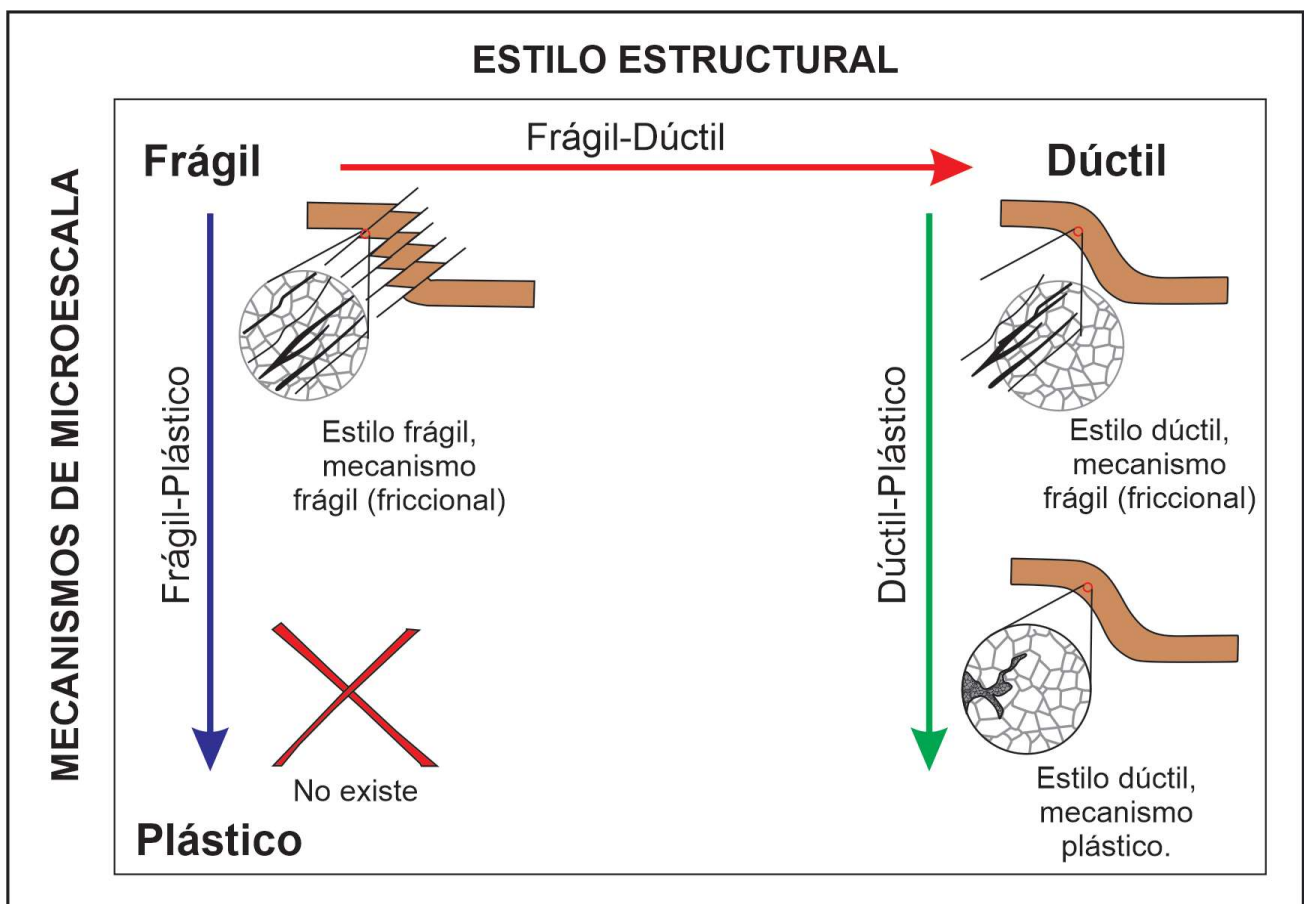 ESTILO ESTRUCTURAL
MECANISMOS DE MICROESCALA
Frágil
Frágil-Dúctil
Dúctil
Frágil-Plástico
Estilo frágil,
mecanismo
frágil (friccional)
Dúctil-Plástico
Estilo dúctil,
mecanismo
frágil (friccional)
No existe
Plástico
Estilo dúctil,
mecanismo
plástico.